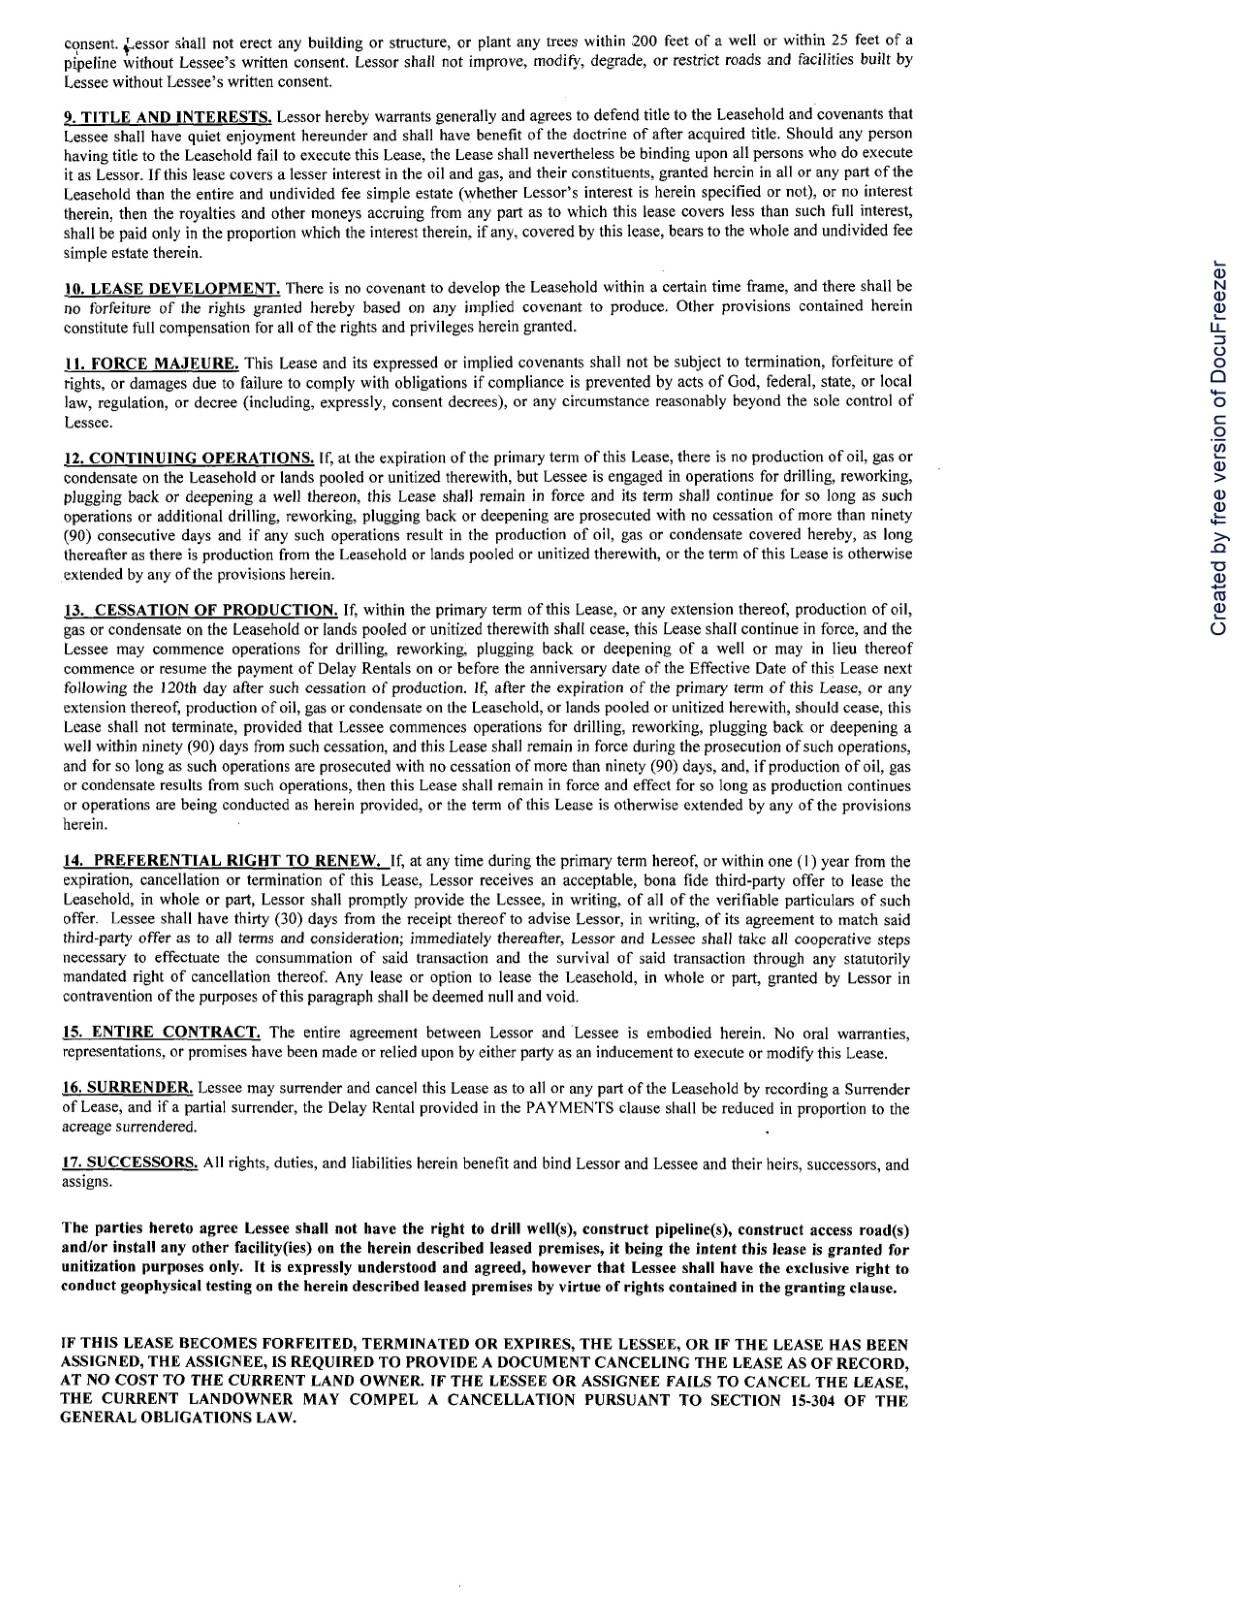 consent. Lessor shall not erect any building or structure, or plant any trees within 200 feet of a well or within 25 feet of a
pipeline without Lessee's written consent. Lessor shall not improve, modify, degrade, or restrict roads and facilities built by
Lessee without Lessee's written consent.
9. TITLE AND INTERESTS. Lessor hereby warrants generally and agrees to defend title to the Leasehold and covenants that
Lessee shall have quiet enjoyment hereunder and shall have benefit of the doctrine of after acquired title. Should any person
having title to the Leasehold fail to execute this Lease, the Lease shall nevertheless be binding upon all persons who do execute
it as Lessor. If this lease covers a lesser interest in the oil and gas, and their constituents, granted herein in all or any part of the
Leasehold than the entire and undivided fee simple estate (whether Lessor's interest is herein specified or not), or no interest
therein, then the royalties and other moneys accruing from any part as to which this lease covers less than such full interest,
shall be paid only in the proportion which the interest therein, if any, covered by this lease, bears to the whole and undivided fee
simple estate therein.
10. LEASE DEVELOPMENT. There is no covenant to develop the Leasehold within a certain time frame, and there shall be
no forfeiture of the rights granted hereby based on any implied covenant to produce. Other provisions contained herein
constitute full compensation for all of the rights and privileges herein granted.
11. FORCE MAJEURE. This Lease and its expressed or implied covenants shall not be subject to termination, forfeiture of
rights, or damages due to failure to comply with obligations if compliance is prevented by acts of God, federal, state, or local
law, regulation, or decree (including, expressly, consent decrees), or any circumstance reasonably beyond the sole control of
Lessee.
12. CONTINUING OPERATIONS. If, at the expiration of the primary term of this Lease, there is no production of oil, gas or
condensate on the Leasehold or lands pooled or unitized therewith, but Lessee is engaged in operations for drilling, reworking,
plugging back or deepening a well thereon, this Lease shall remain in force and its term shall continue for so long as such
operations or additional drilling, reworking, plugging back or deepening are prosecuted with no cessation of more than ninety
(90) consecutive days and if any such operations result in the production of oil, gas or condensate covered hereby, as long
thereafter as there is production from the Leasehold or lands pooled or unitized therewith, or the term of this Lease is otherwise
extended by any of the provisions herein.
13. CESSATION OF PRODUCTION. If, within the primary term of this Lease, or any extension thereof, production of oil,
gas or condensate on the Leasehold or lands pooled or unitized therewith shall cease, this Lease shall continue in force, and the
Lessee may commence operations for drilling, reworking, plugging back or deepening of a well or may in lieu thereof
commence or resume the payment of Delay Rentals on or before the anniversary date of the Effective Date of this Lease next
following the 120th day after such cessation of production. If, after the expiration of the primary term of this Lease, or any
extension thereof, production of oil, gas or condensate on the Leasehold, or lands pooled or unitized herewith, should cease, this
Lease shall not terminate, provided that Lessee commences operations for drilling, reworking, plugging back or deepening a
well within ninety (90) days from such cessation, and this Lease shall remain in force during the prosecution of such operations,
and for so long as such operations are prosecuted with no cessation of more than ninety (90) days, and, if production of oil, gas
or condensate results from such operations, then this Lease shall remain in force and effect for so long as production continues
or operations are being conducted as herein provided, or the term of this Lease is otherwise extended by any of the provisions
herein.
14. PREFERENTIAL RIGHT TO RENEW. If, at any time during the primary term hereof, or within one (1) year from the
expiration, cancellation or termination of this Lease, Lessor receives an acceptable, bona fide third-party offer to lease the
Leasehold, in whole or part, Lessor shall promptly provide the Lessee, in writing, of all of the verifiable particulars of such
offer. Lessee shall have thirty (30) days from the receipt thereof to advise Lessor, in writing, of its agreement to match said
third-party offer as to all terms and consideration; immediately thereafter, Lessor and Lessee shall take all cooperative steps
necessary to effectuate the consummation of said transaction and the survival of said transaction through any statutorily
mandated right of cancellation thereof. Any lease or option to lease the Leasehold, in whole or part, granted by Lessor in
contravention of the purposes of this paragraph shall be deemed null and void.
15. ENTIRE CONTRACT. The entire agreement between Lessor and Lessee is embodied herein. No oral warranties,
representations, or promises have been made or relied upon by either party as an inducement to execute or modify this Lease.
16. SURRENDER. Lessee may surrender and cancel this Lease as to all or any part of the Leasehold by recording a Surrender
of Lease, and if a partial surrender, the Delay Rental provided in the PAYMENTS clause shall be reduced in proportion to the
acreage surrendered.
17. SUCCESSORS. All rights, duties, and liabilities herein benefit and bind Lessor and Lessee and their heirs, successors, and
assigns.
The parties hereto agree Lessee shall not have the right to drill well(s), construct pipeline(s), construct access road(s)
and/or install any other facility(ies) on the herein described leased premises, it being the intent this lease is granted for
unitization purposes only. It is expressly understood and agreed, however that Lessee shall have the exclusive right to
conduct geophysical testing on the herein described leased premises by virtue of rights contained in the granting clause.
IF THIS LEASE BECOMES FORFEITED, TERMINATED OR EXPIRES, THE LESSEE, OR IF THE LEASE HAS BEEN
ASSIGNED, THE ASSIGNEE, IS REQUIRED TO PROVIDE A DOCUMENT CANCELING THE LEASE AS OF RECORD,
AT NO COST TO THE CURRENT LAND OWNER. IF THE LESSEE OR ASSIGNEE FAILS TO CANCEL THE LEASE,
THE CURRENT LANDOWNER MAY COMPEL A CANCELLATION PURSUANT TO SECTION 15-304 OF THE
GENERAL OBLIGATIONS LAW.
Created by free version of DocuFreezer